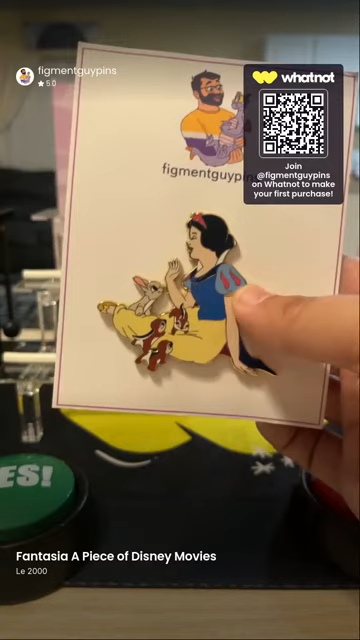 figmentguypins
★ 5.0
whatnot
Join
@figmentguypins
on Whatnot to make
your first purchase!
figmentguypin
ES!
Fantasia A Piece of Disney Movies
Le 2000